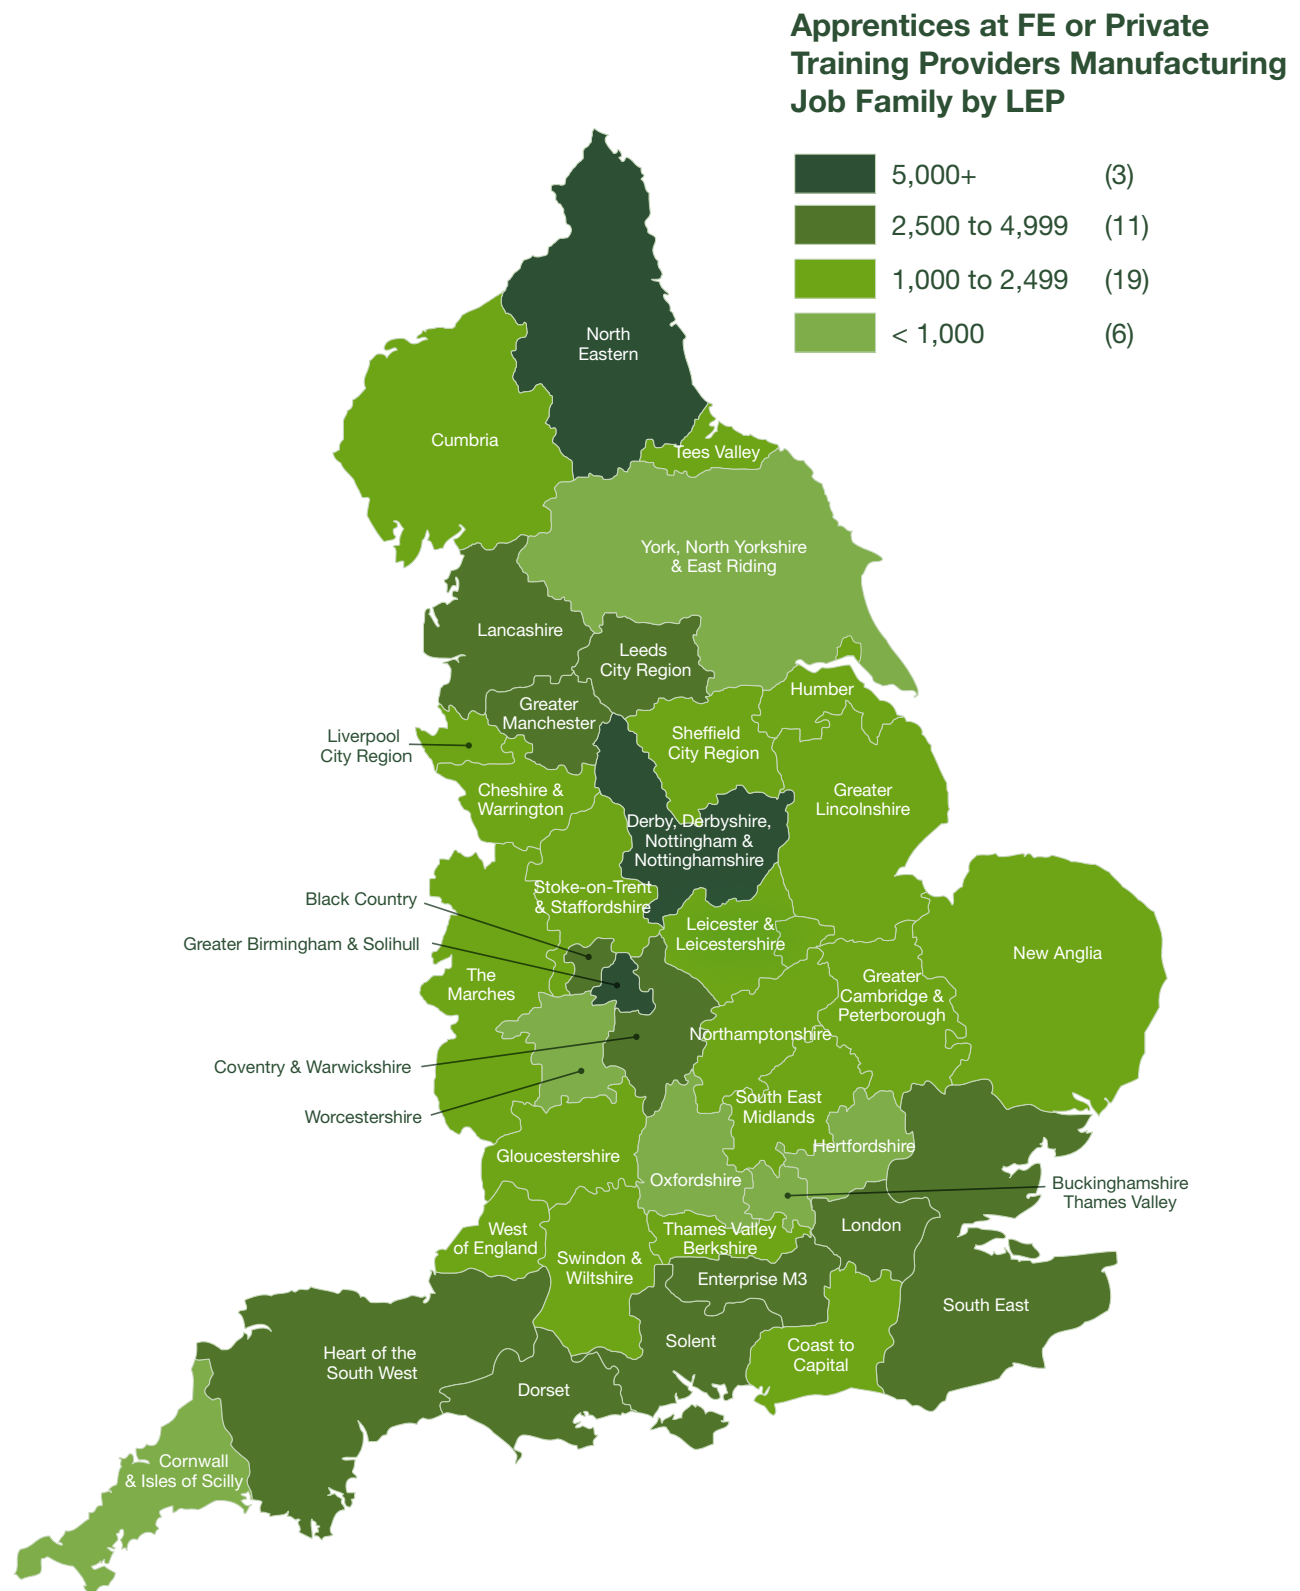 Apprentices at FE or Private
Training Providers Manufacturing
Job Family by LEP
5,000+ (3)
2,500 to 4,999 (11)
1,000 to 2,499 (19)
< 1,000 (6)
North
Eastern
Cumbria
Tees Valley
York, North Yorkshire
& East Riding
Lancashire
Leeds
City Region
Greater
Manchester
Humber
Liverpool
City Region
Sheffield
City Region
Cheshire &
Warrington
Greater
Lincolnshire
Derby, Derbyshire,
Nottingham &
Nottinghamshire
Black Country
Stoke-on-Trent
& Staffordshire
Greater Birmingham & Solihull
Leicester &
Leicestershire
New Anglia
The
Marches
Greater
Cambridge &
Peterborough
Northamptonshire
Coventry & Warwickshire
Worcestershire
South East
Midlands
Hertfordshire
Gloucestershire
Oxfordshire
Buckinghamshire
Thames Valley
West
of England
Thames Valley
Berkshire
London
Swindon &
Wiltshire
Enterprise M3
South East
Heart of the
South West
Solent
Coast to
Capital
Dorset
Cornwall
& Isles of Scilly